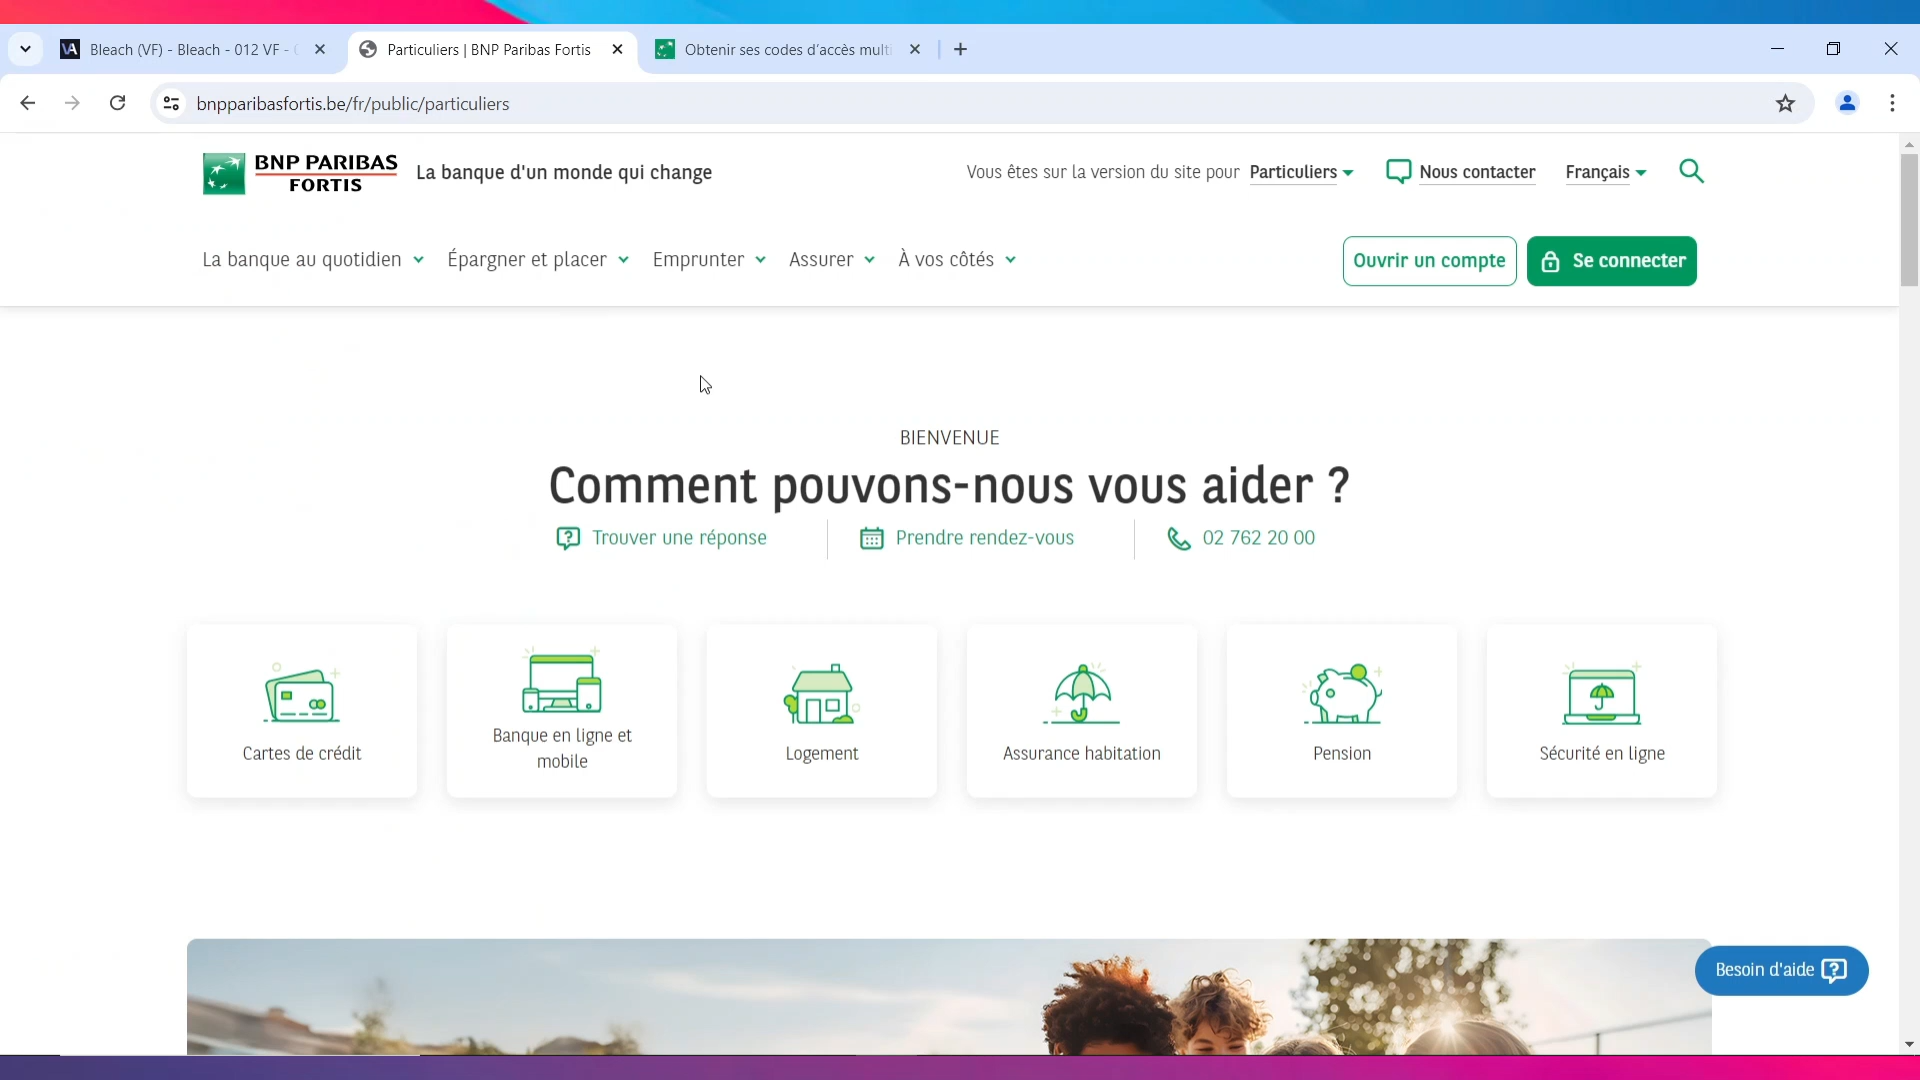 Bleach (VF) - Bleach - 012 VF -
Particuliers | BNP Paribas Fortis
Obtenir ses codes d'accès multi
bnpparibasfortis.be/fr/public/particuliers
BNP PARIBAS
FORTIS
La banque d'un monde qui change
Vous êtes sur la version du site pour Particuliers
Nous contacter
Français
La banque au quotidien
Épargner et placer
Emprunter
Assurer
À vos côtés
Ouvrir un compte
Se connecter
BIENVENUE
Comment pouvons-nous vous aider ?
Trouver une réponse
Prendre rendez-vous
02 762 20 00
Cartes de crédit
Banque en ligne et
mobile
Logement
Assurance habitation
Pension
Sécurité en ligne
Besoin d'aide